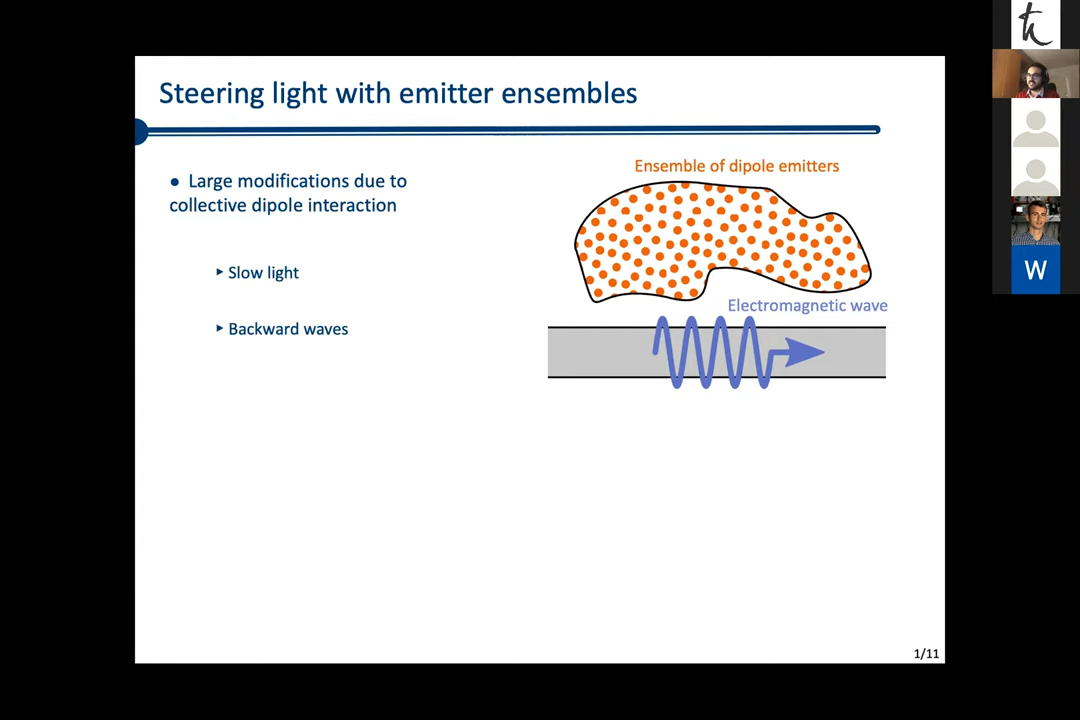 Steering light with emitter ensembles
● Large modifications due to
collective dipole interaction
▸ Slow light
▸ Backward waves
Ensemble of dipole emitters
Electromagnetic wave
1/11
W